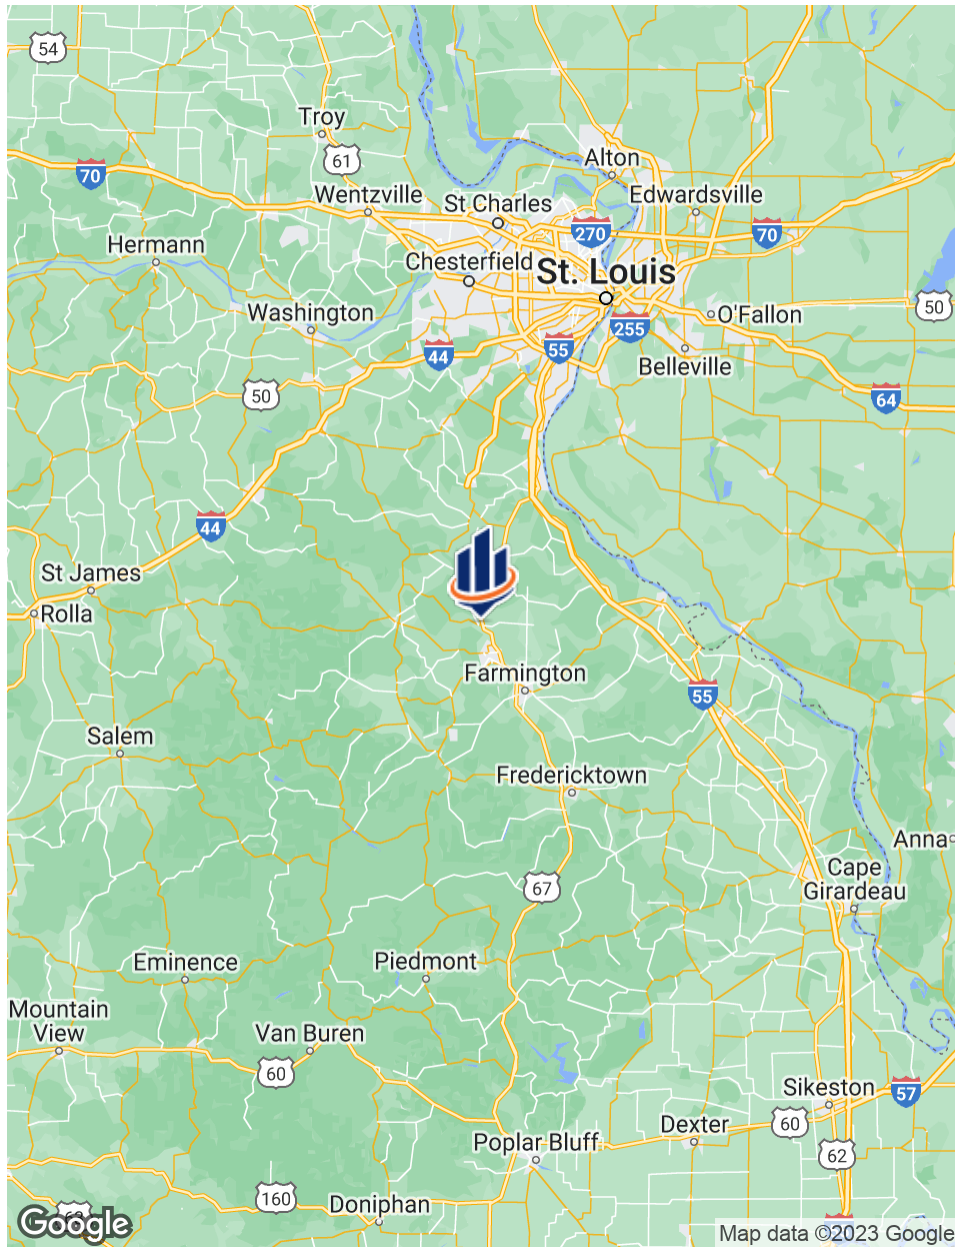 54
Troy
61
Alton
70
Wentzville
St Charles
Edwardsville
270
70
Hermann
Chesterfield
St. Louis
Washington
50
O'Fallon
255
55
44
Belleville
50
64
44
St James
Rolla
Farmington
55
Salem
Fredericktown
Anna
Cape
Girardeau
67
Eminence
Piedmont
Mountain
View
Van Buren
60
Sikeston
57
Dexter
60
Poplar Bluff
62
160
Doniphan
Google
Map data ©2023 Google